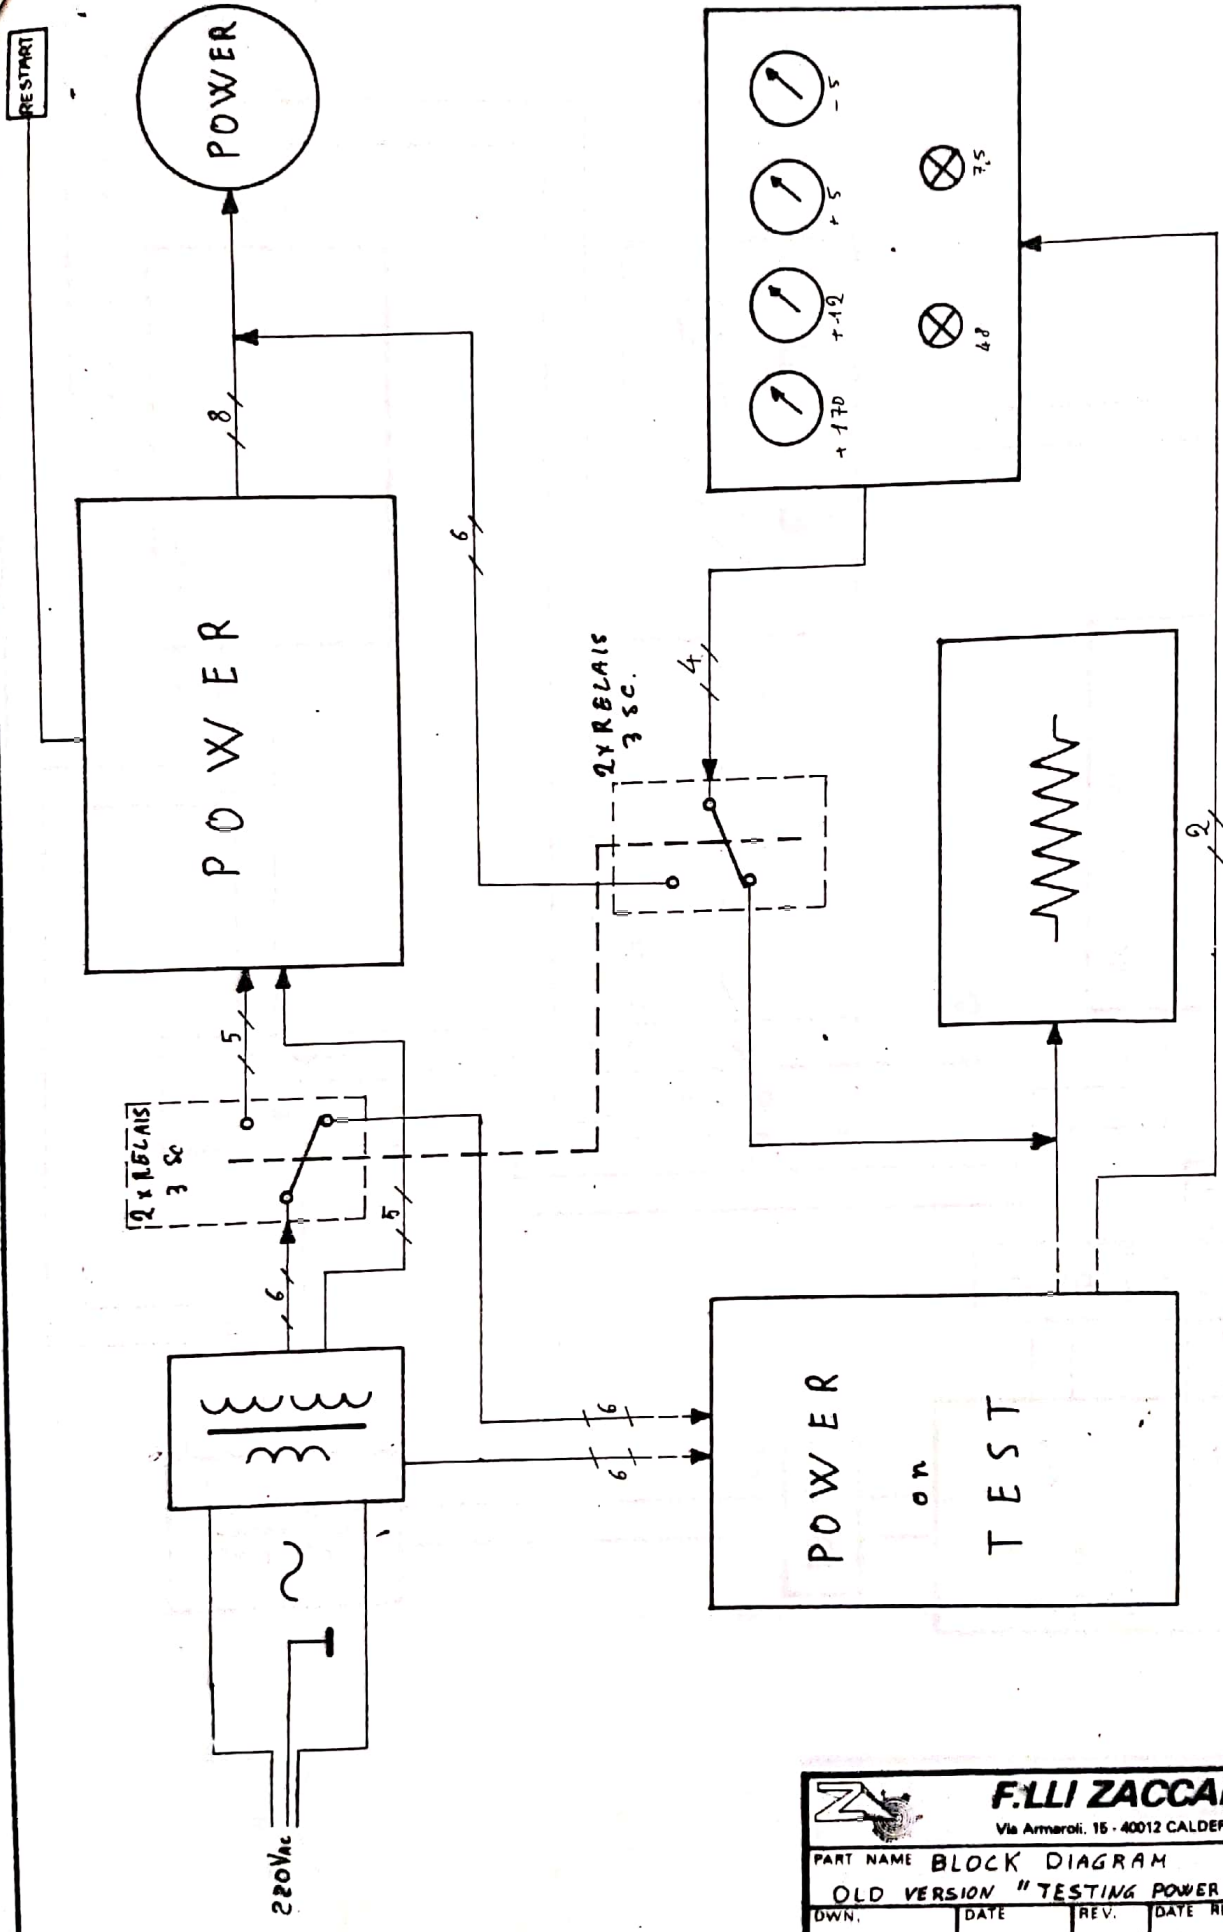 RESTART
POWER
8
POWER
5
2 x RELAIS
3 SC
6
5
220VAC
6
2 x RELAIS
3 SC.
4
- 5
+ 5
+ 12
+ 170
7,5
48
2
6
6
POWER
on
TEST
Via Armaroli, 15 - 40012
PART NAME BLOCK DIAGRAM
OLD VERSION " TESTING POWER
DWN.
DATE
REV.
DATE
F.LLI